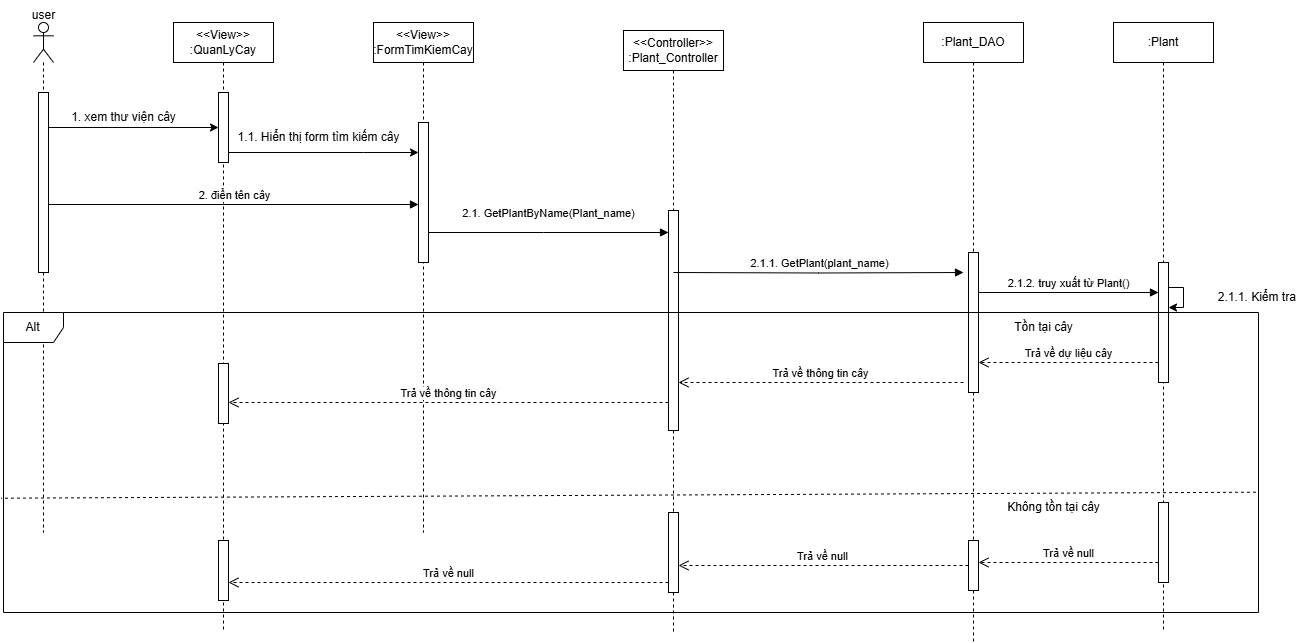 user
<<View>>
:QuanLyCay
<<View>>
:FormTimKiemCay
<<Controller>>
:Plant_Controller
:Plant_DAO
:Plant
1. xem thư viện cây
1.1. Hiển thị form tìm kiếm cây
2. điền tên cây
2.1. GetPlantByName(Plant_name)
2.1.1. GetPlant(plant_name)
2.1.2. truy xuất từ Plant()
2.1.1. Kiểm tra
Alt
Tồn tại cây
Trả về dự liệu cây
Trả về thông tin cây
Trả về thông tin cây
Không tồn tại cây
Trả về null
Trả về null
Trả về null